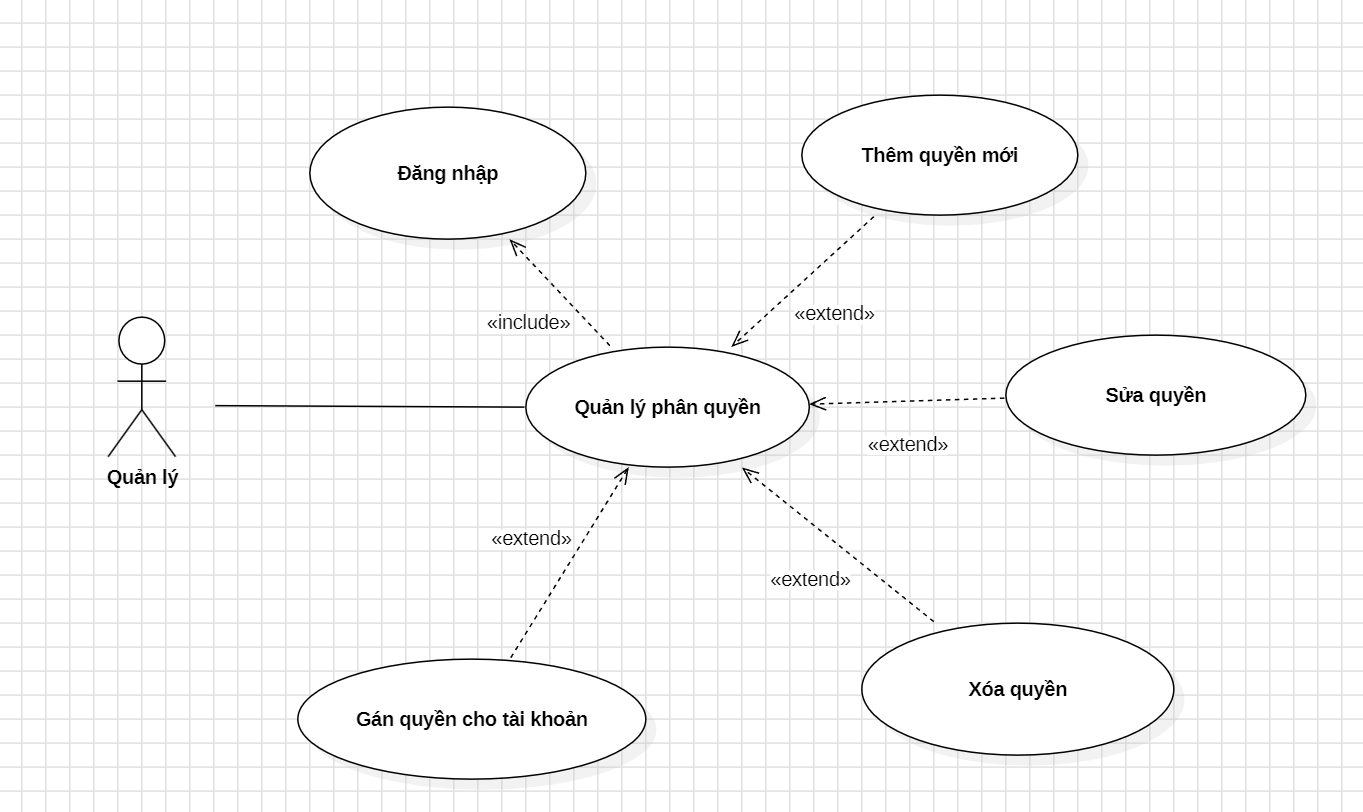 Thêm quyền mới
Đăng nhập
«extend»
«include»
Sửa quyền
Quản lý phân quyền
«extend»
Quản lý
«extend»
«extend»
Xóa quyền
Gán quyền cho tài khoản